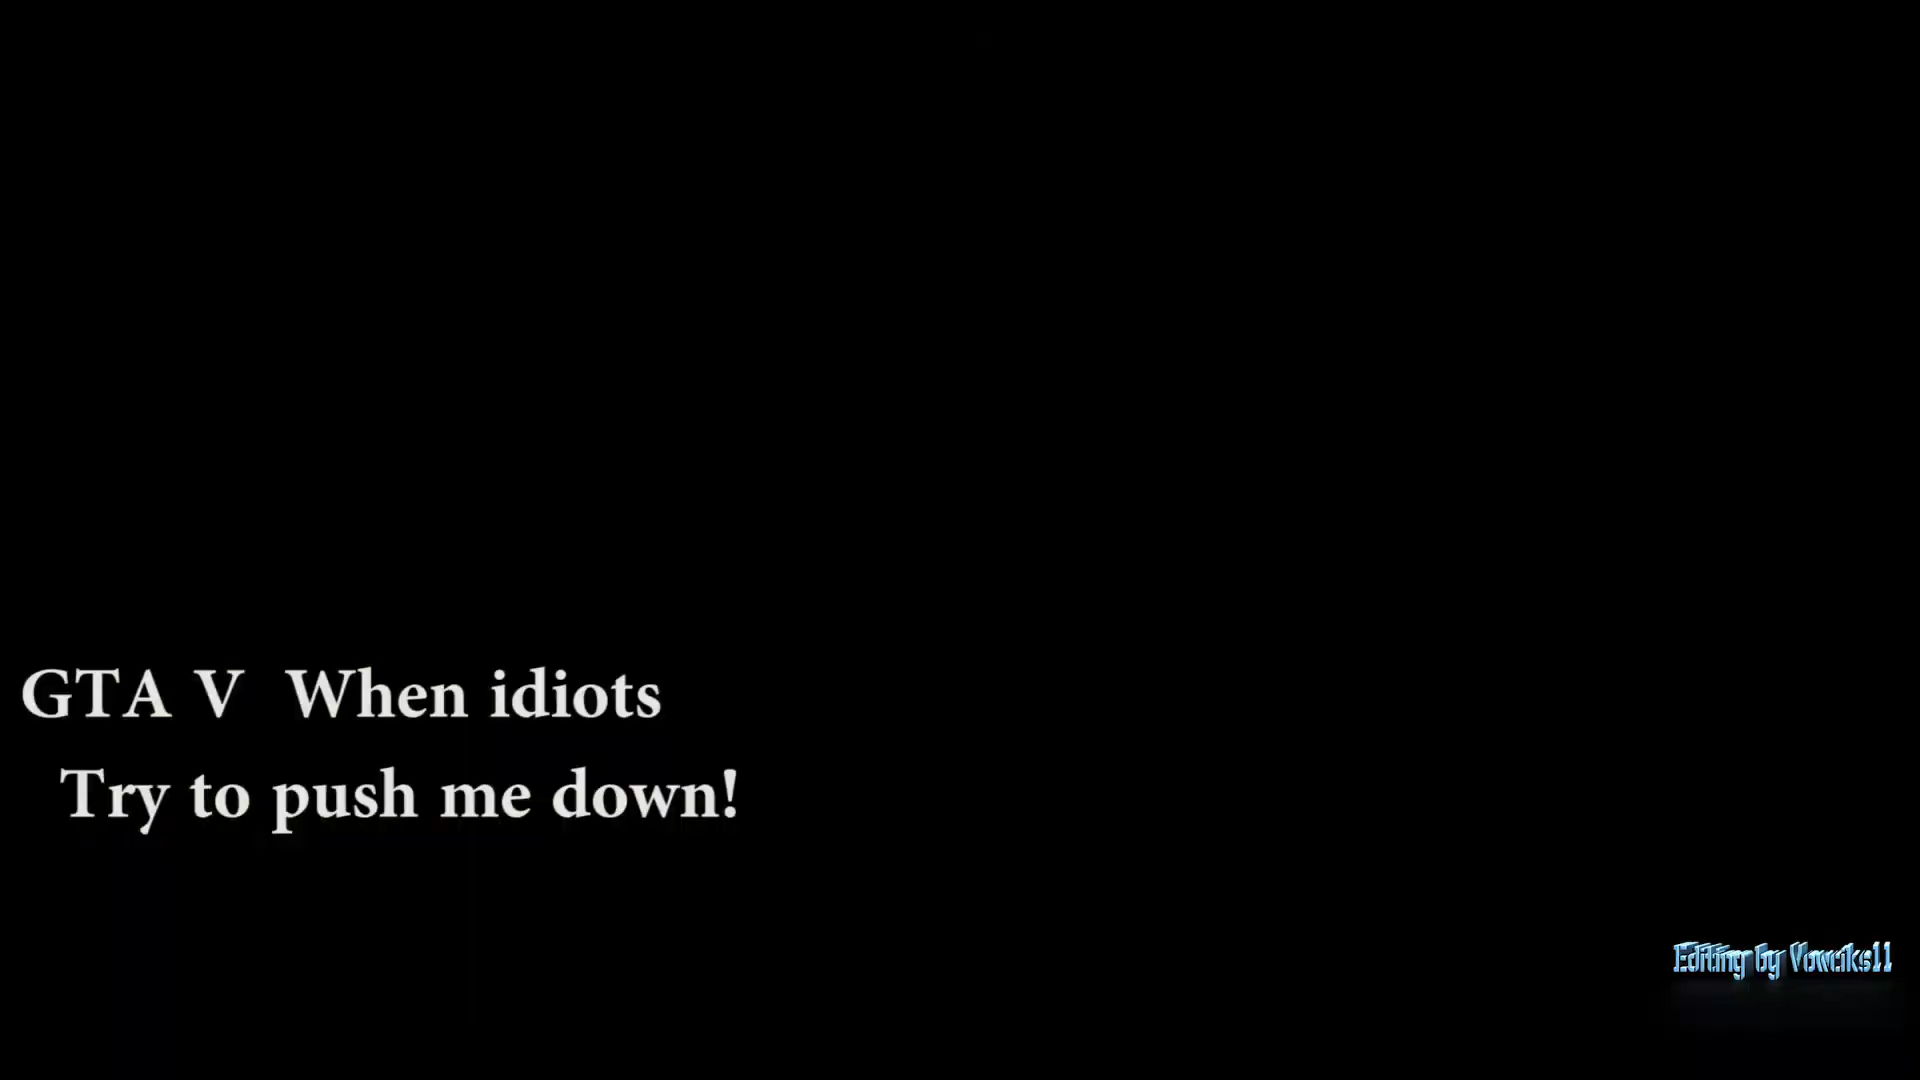 GTA V  When idiots
Try to push me down!
Editing by Vowciks11